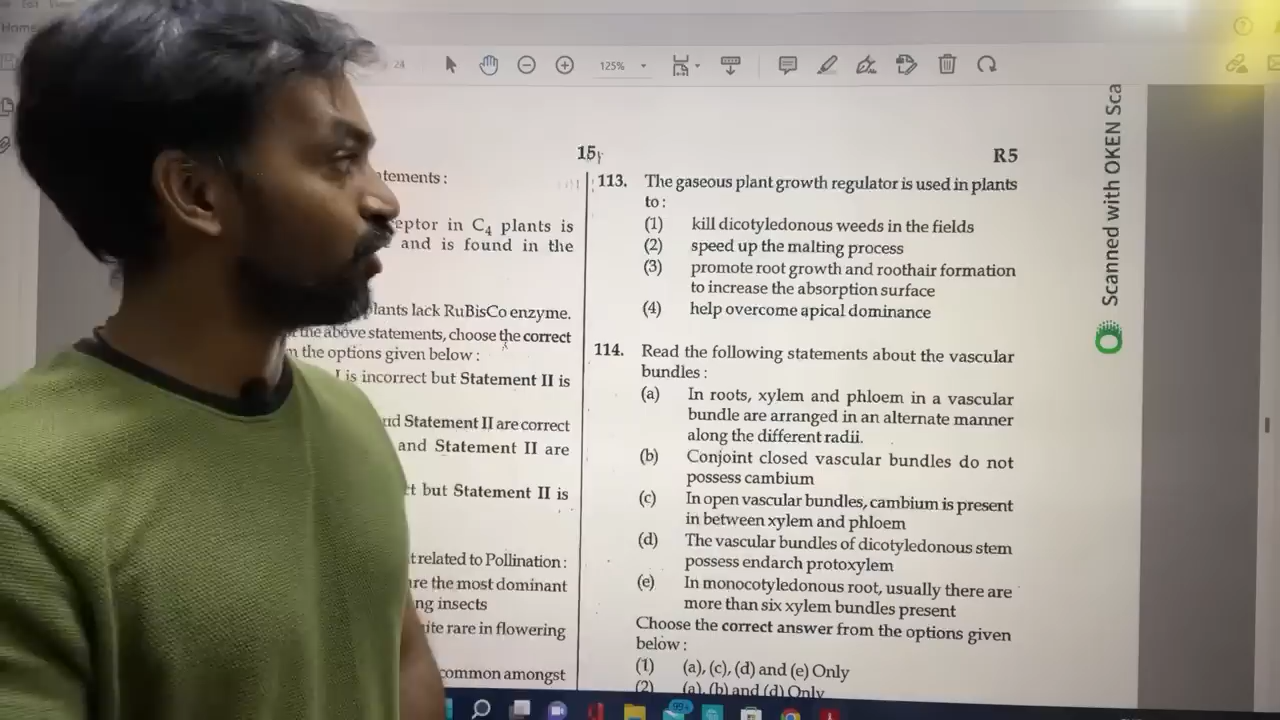 Home
24
125%
15
R5
Scanned with OKEN Sca
tements :
eptor in C4 plants is
and is found in the
lants lack RuBisCo enzyme.
the above statements, choose the correct
the options given below :
I is incorrect but Statement II is
Statement II are correct
and Statement II are
but Statement II is
related to Pollination :
are the most dominant
ng insects
ite rare in flowering
common amongst
113. The gaseous plant growth regulator is used in plants
to :
(1) kill dicotyledonous weeds in the fields
(2) speed up the malting process
(3) promote root growth and roothair formation
to increase the absorption surface
(4) help overcome apical dominance
114. Read the following statements about the vascular
bundles :
(a) In roots, xylem and phloem in a vascular
bundle are arranged in an alternate manner
along the different radii.
(b) Conjoint closed vascular bundles do not
possess cambium
(c) In open vascular bundles, cambium is present
in between xylem and phloem
(d) The vascular bundles of dicotyledonous stem
possess endarch protoxylem
(e) In monocotyledonous root, usually there are
more than six xylem bundles present
Choose the correct answer from the options given
below :
(1) (a), (c), (d) and (e) Only
(2) (a), (b) and (d) Only
99+